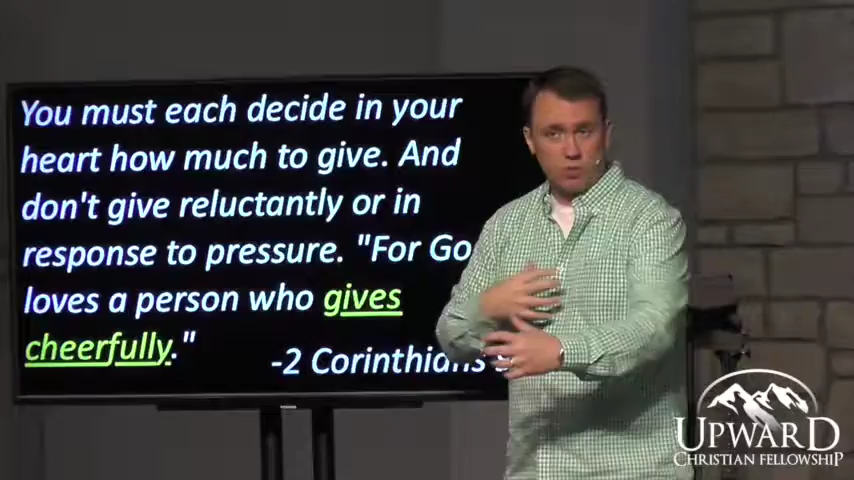 You must each decide in your
heart how much to give. And
don't give reluctantly or in
response to pressure. "For Go
loves a person who gives
cheerfully."
-2 Corinthians
UPWARD
CHRISTIAN FELLOWSHIP